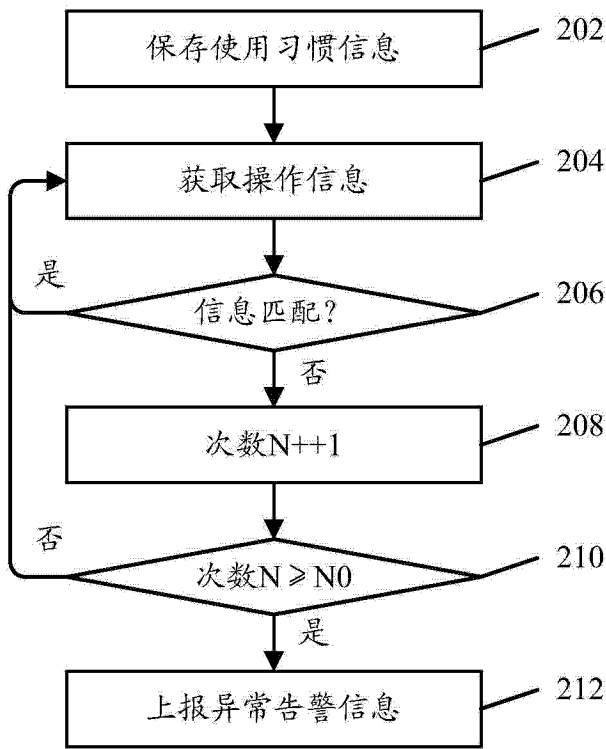 保存使用习惯信息
202
获取操作信息
204
是
信息匹配?
206
否
次数N++1
208
否
次数N≥N0
210
是
上报异常告警信息
212